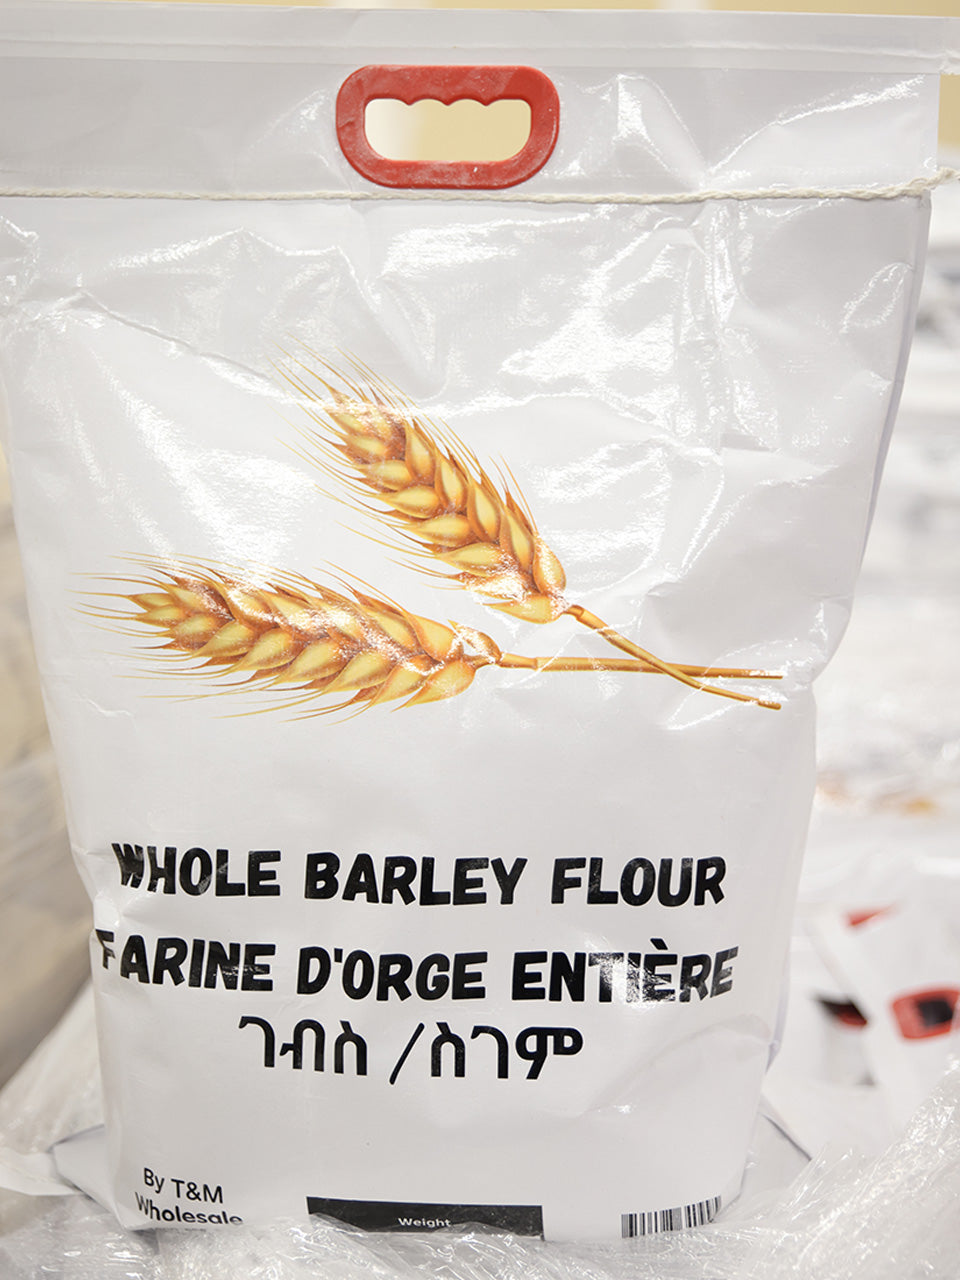 WHOLE BARLEY FLOUR
FARINE D'ORGE ENTIÈRE
ገብስ /ስገም
By T&M
Wholesale
Weight